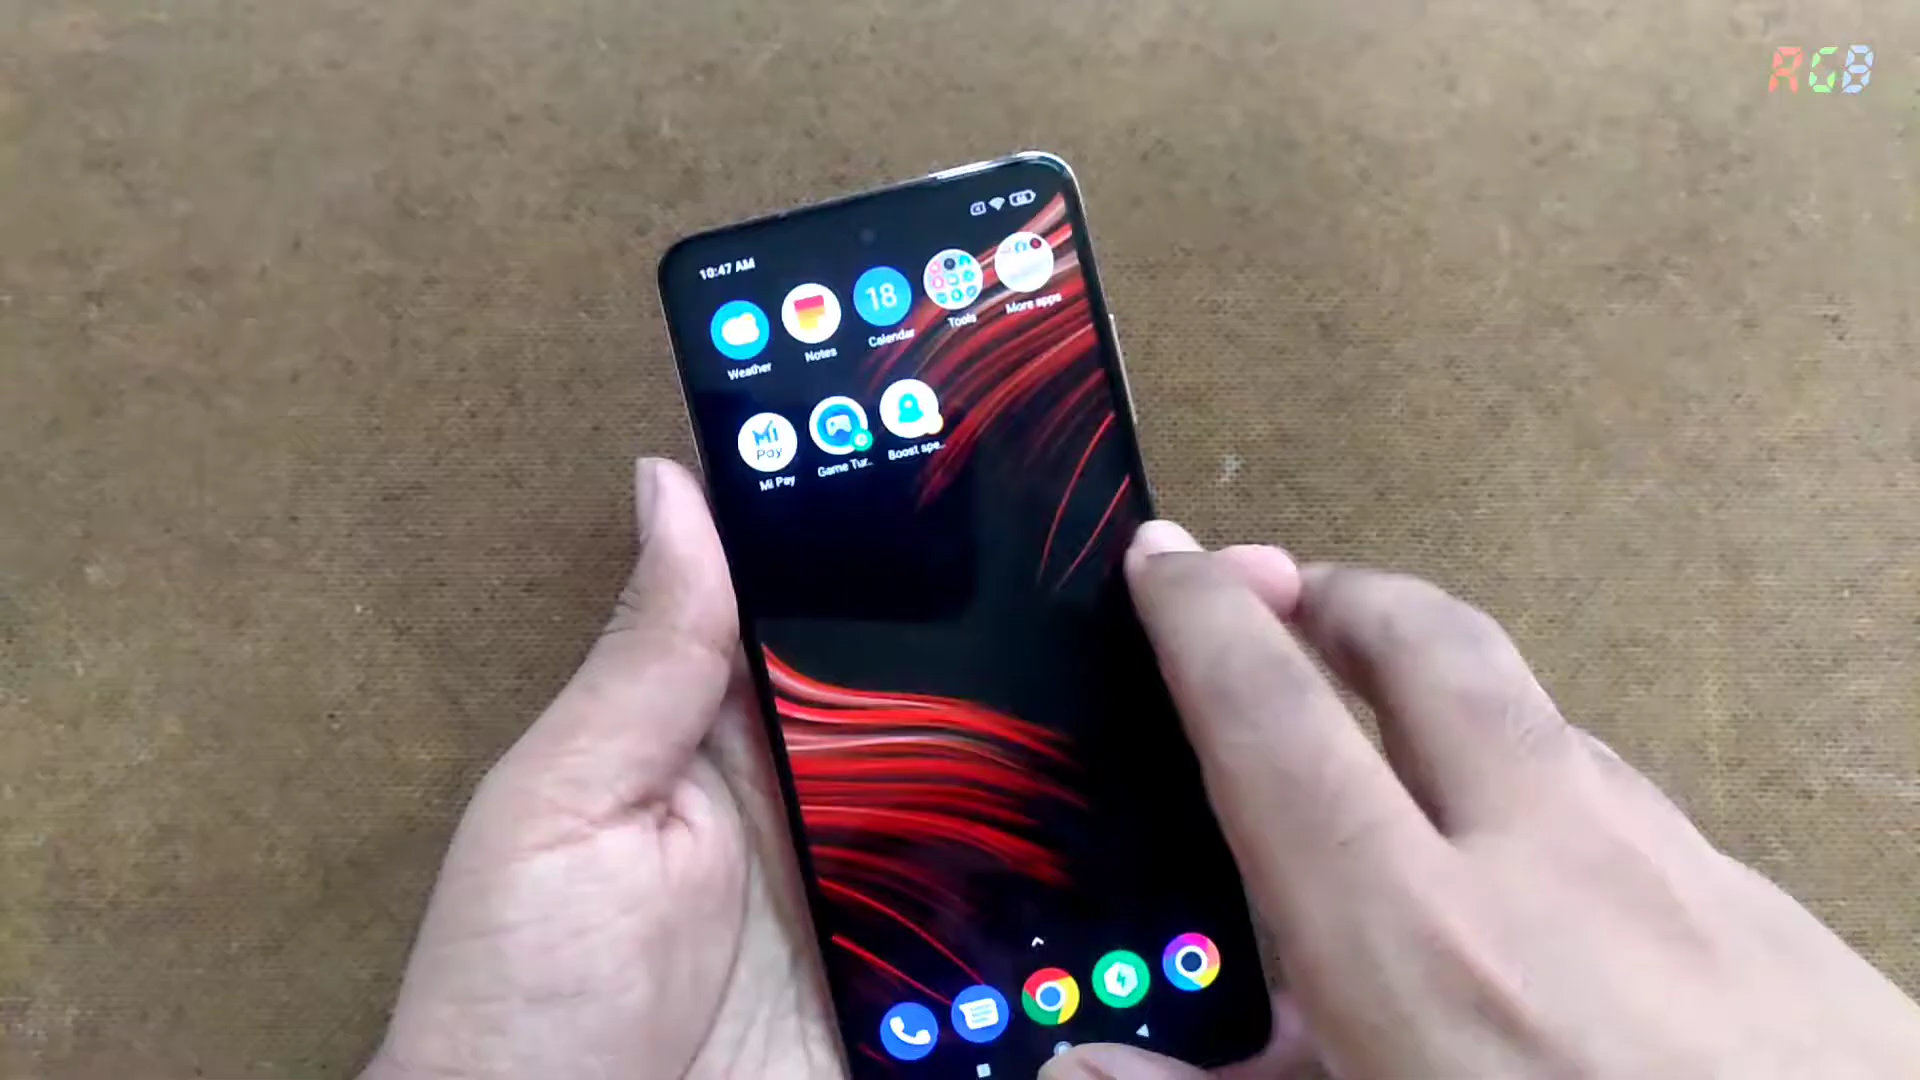 RGB
10:47 AM
Weather
Notes
18
Calendar
Tools
More apps
Mi
Pay
Mi Pay
Game Tur...
Boost spe...